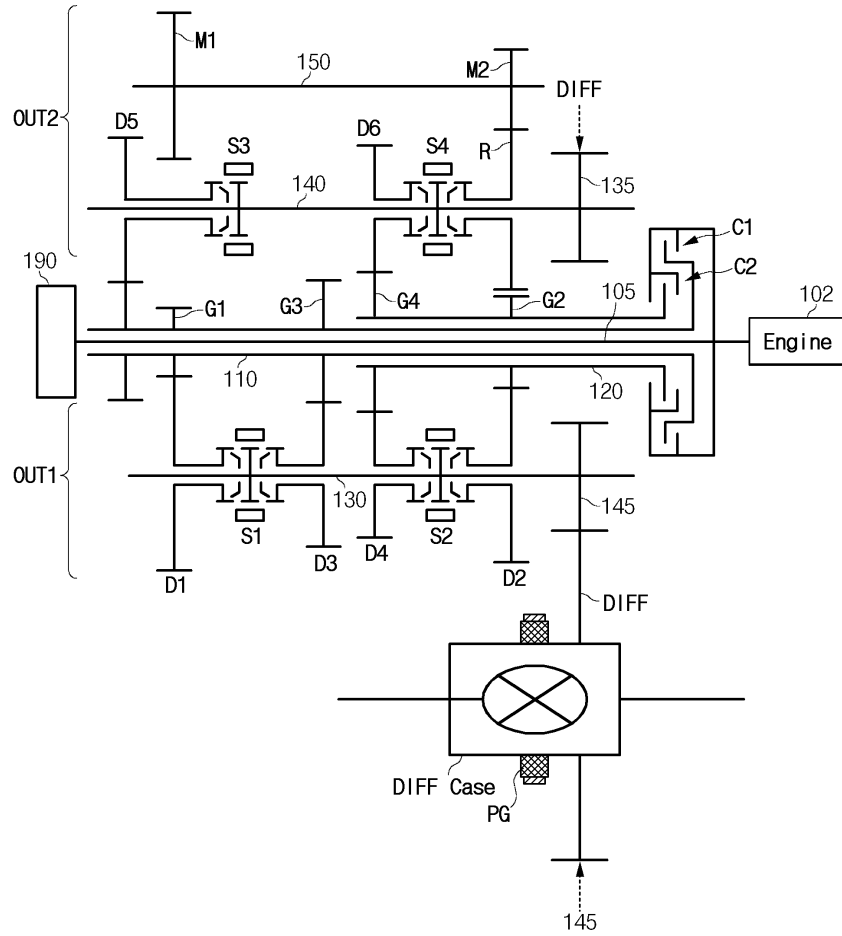 M1
150
M2
DIFF
OUT2
D5
S3
D6
S4
R
140
135
190
C1
C2
G1
G3
G4
G2
105
102
Engine
110
120
OUT1
130
145
S1
S2
D1
D3
D4
D2
DIFF
DIFF Case
PG
145